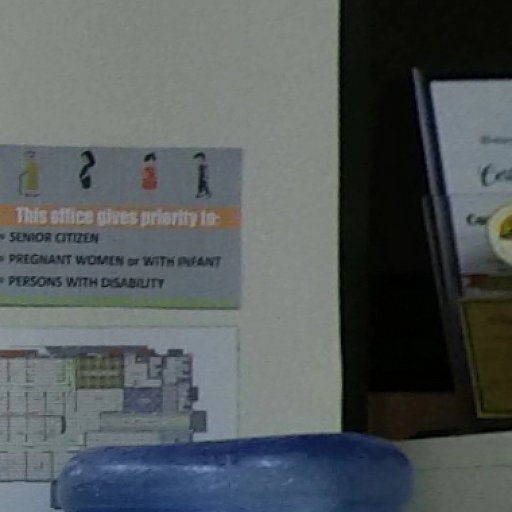 This office gives priority to:
SENIOR CITIZEN
PREGNANT WOMEN or WITH INFANT
PERSONS WITH DISABILITY